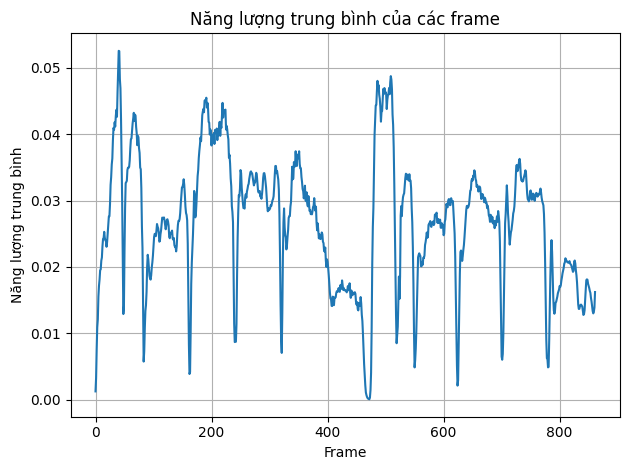 Năng lượng trung bình của các frame
Năng lượng trung bình
0.05
0.04
0.03
0.02
0.01
0.00
0 200 400 600 800
Frame